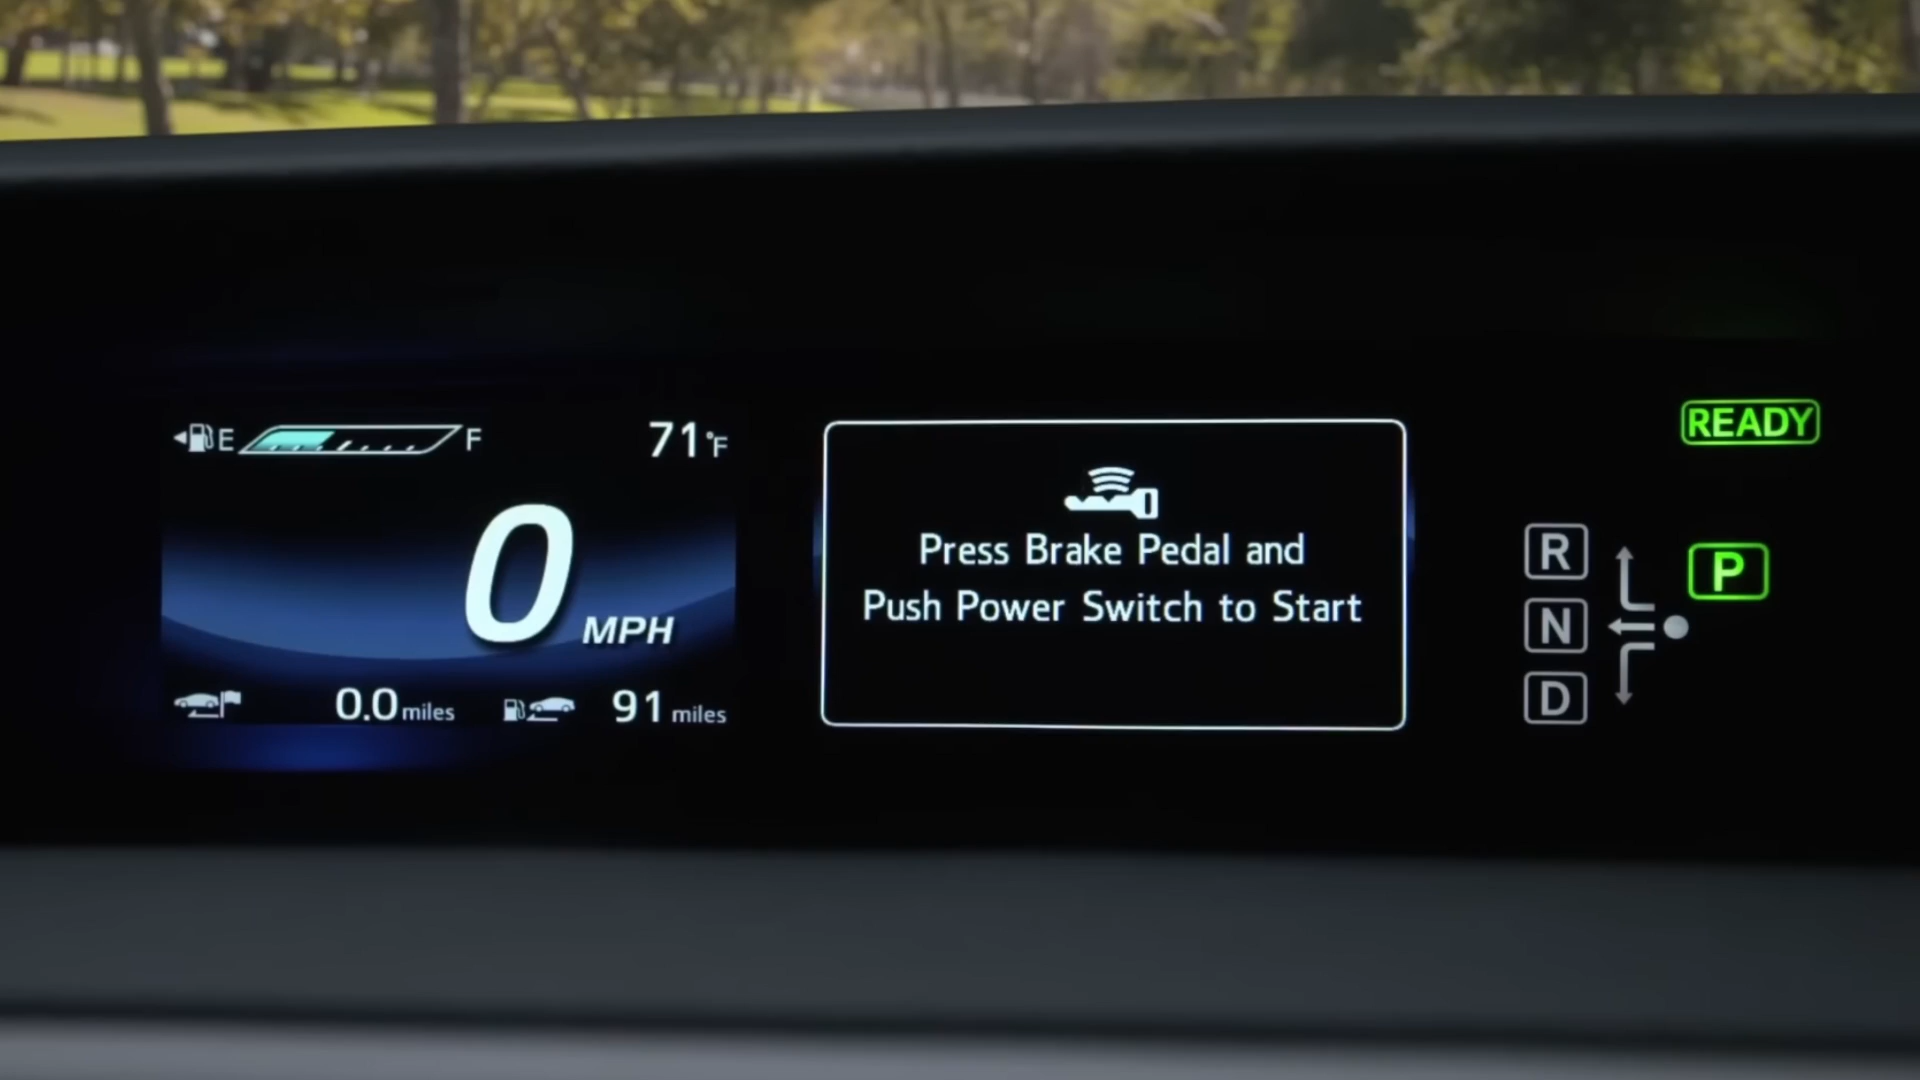 E F 71°F
0 MPH
0.0 miles 91 miles
Press Brake Pedal and
Push Power Switch to Start
READY
P
R
N
D